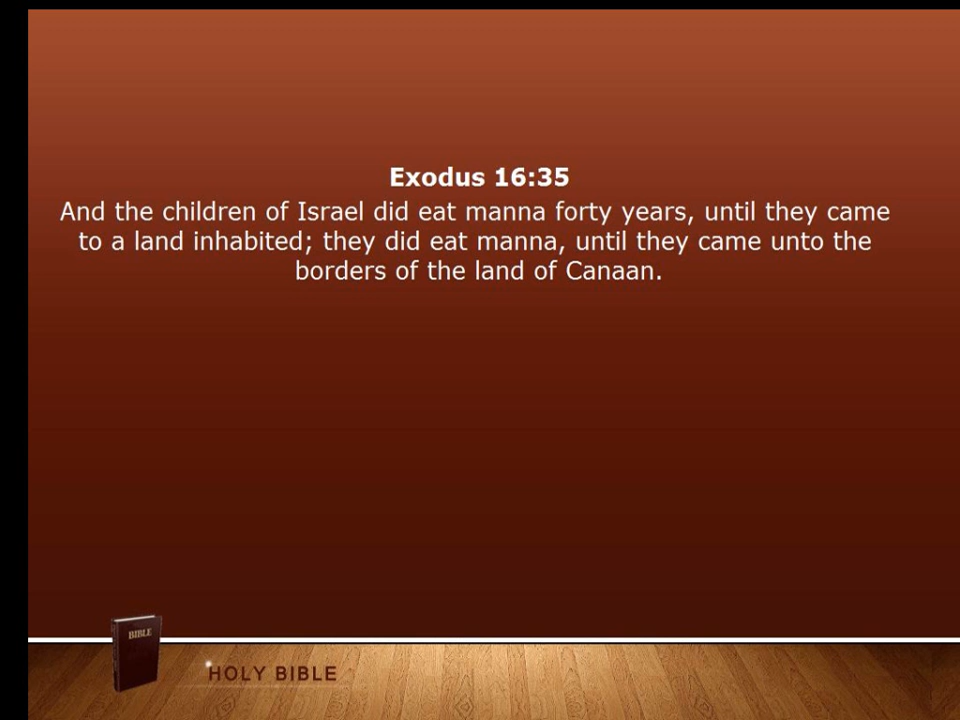 Exodus 16:35
And the children of Israel did eat manna forty years, until they came
to a land inhabited; they did eat manna, until they came unto the
borders of the land of Canaan.
BIBLE
HOLY BIBLE